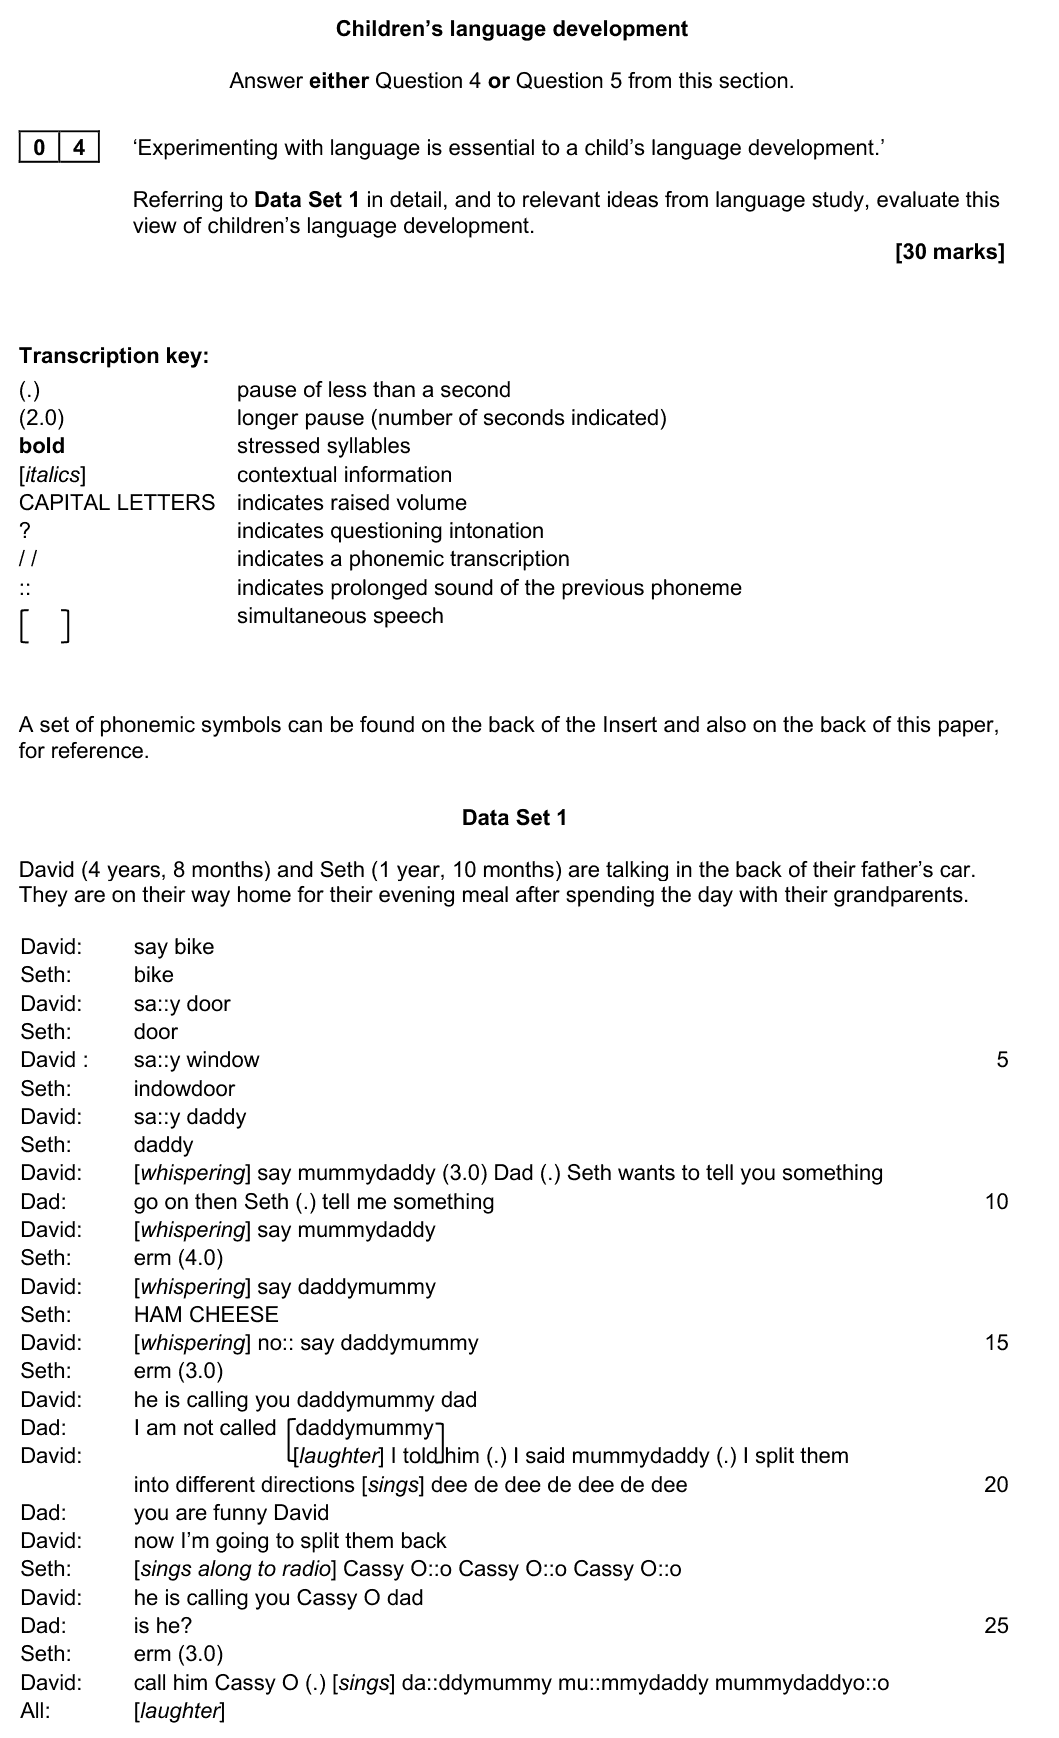 Children’s language development
Answer either Question 4 or Question 5 from this section.
0 4 ‘Experimenting with language is essential to a child’s language development.’
Referring to Data Set 1 in detail, and to relevant ideas from language study, evaluate this
view of children’s language development.
[30 marks]
Transcription key:
(.) pause of less than a second
(2.0) longer pause (number of seconds indicated)
bold stressed syllables
[italics] contextual information
CAPITAL LETTERS indicates raised volume
? indicates questioning intonation
/ / indicates a phonemic transcription
:: indicates prolonged sound of the previous phoneme
[ ] simultaneous speech
A set of phonemic symbols can be found on the back of the Insert and also on the back of this paper,
for reference.
Data Set 1
David (4 years, 8 months) and Seth (1 year, 10 months) are talking in the back of their father’s car.
They are on their way home for their evening meal after spending the day with their grandparents.
David: say bike
Seth: bike
David: sa::y door
Seth: door
David : sa::y window 5
Seth: indowdoor
David: sa::y daddy
Seth: daddy
David: [whispering] say mummydaddy (3.0) Dad (.) Seth wants to tell you something
Dad: go on then Seth (.) tell me something 10
David: [whispering] say mummydaddy
Seth: erm (4.0)
David: [whispering] say daddymummy
Seth: HAM CHEESE
David: [whispering] no:: say daddymummy 15
Seth: erm (3.0)
David: he is calling you daddymummy dad
Dad: I am not called [daddymummy]
David: [[laughter] I told]him (.) I said mummydaddy (.) I split them
into different directions [sings] dee de dee de dee de dee 20
Dad: you are funny David
David: now I’m going to split them back
Seth: [sings along to radio] Cassy O::o Cassy O::o Cassy O::o
David: he is calling you Cassy O dad
Dad: is he? 25
Seth: erm (3.0)
David: call him Cassy O (.) [sings] da::ddymummy mu::mmydaddy mummydaddyo::o
All: [laughter]